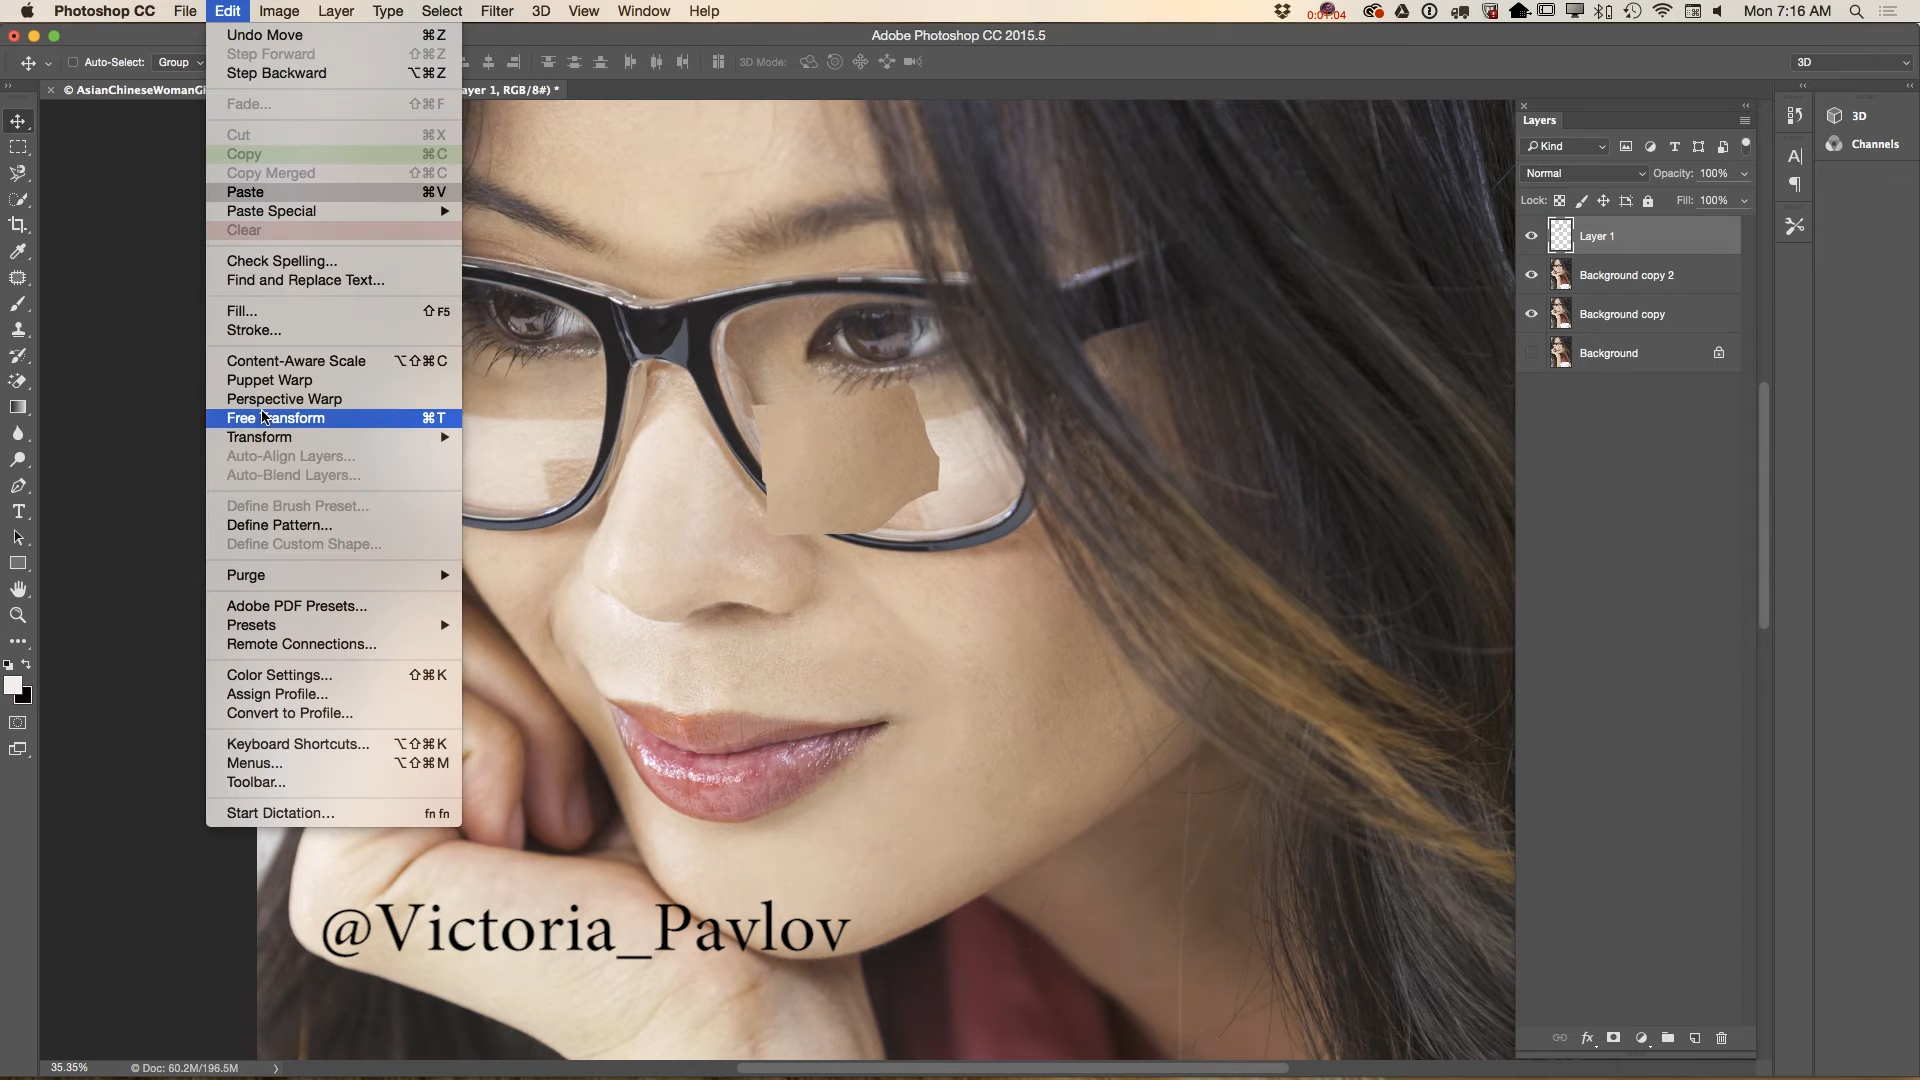 Photoshop CC File Edit Image Layer Type Select Filter 3D View Window Help 0:01:04 Mon 7:16 AM
Adobe Photoshop CC 2015.5
Auto-Select: Group 3D Mode: 3D
© AsianChineseWomanGi ayer 1, RGB/8#) *
Undo Move ⌘Z
Step Forward ⇧⌘Z
Step Backward ⌥⌘Z
Fade... ⇧⌘F
Cut ⌘X
Copy ⌘C
Copy Merged ⇧⌘C
Paste ⌘V
Paste Special
Clear
Check Spelling...
Find and Replace Text...
Fill... ⇧F5
Stroke...
Content-Aware Scale ⌥⇧⌘C
Puppet Warp
Perspective Warp
Free Transform ⌘T
Transform
Auto-Align Layers...
Auto-Blend Layers...
Define Brush Preset...
Define Pattern...
Define Custom Shape...
Purge
Adobe PDF Presets...
Presets
Remote Connections...
Color Settings... ⇧⌘K
Assign Profile...
Convert to Profile...
Keyboard Shortcuts... ⌥⇧⌘K
Menus... ⌥⇧⌘M
Toolbar...
Start Dictation... fn fn
@Victoria_Pavlov
Layers
Kind
Normal Opacity: 100%
Lock: Fill: 100%
Layer 1
Background copy 2
Background copy
Background
3D
Channels
35.35% © Doc: 60.2M/196.5M